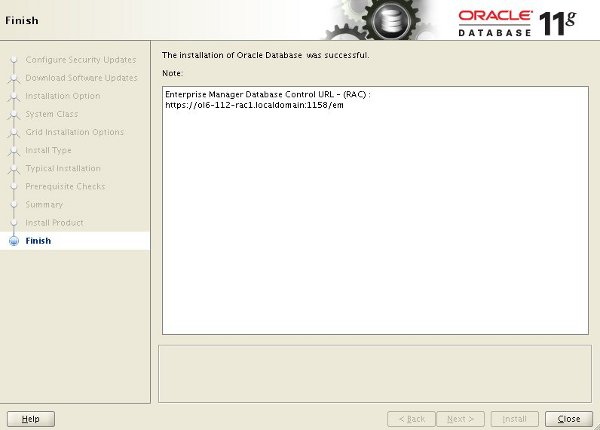 Finish
ORACLE
DATABASE 11g
Configure Security Updates
Download Software Updates
Installation Option
System Class
Grid Installation Options
Install Type
Typical Installation
Prerequisite Checks
Summary
Install Product
Finish
The installation of Oracle Database was successful.
Note:
Enterprise Manager Database Control URL - (RAC) :
https://ol6-112-rac1.localdomain:1158/em
Help
< Back
Next >
Install
Close